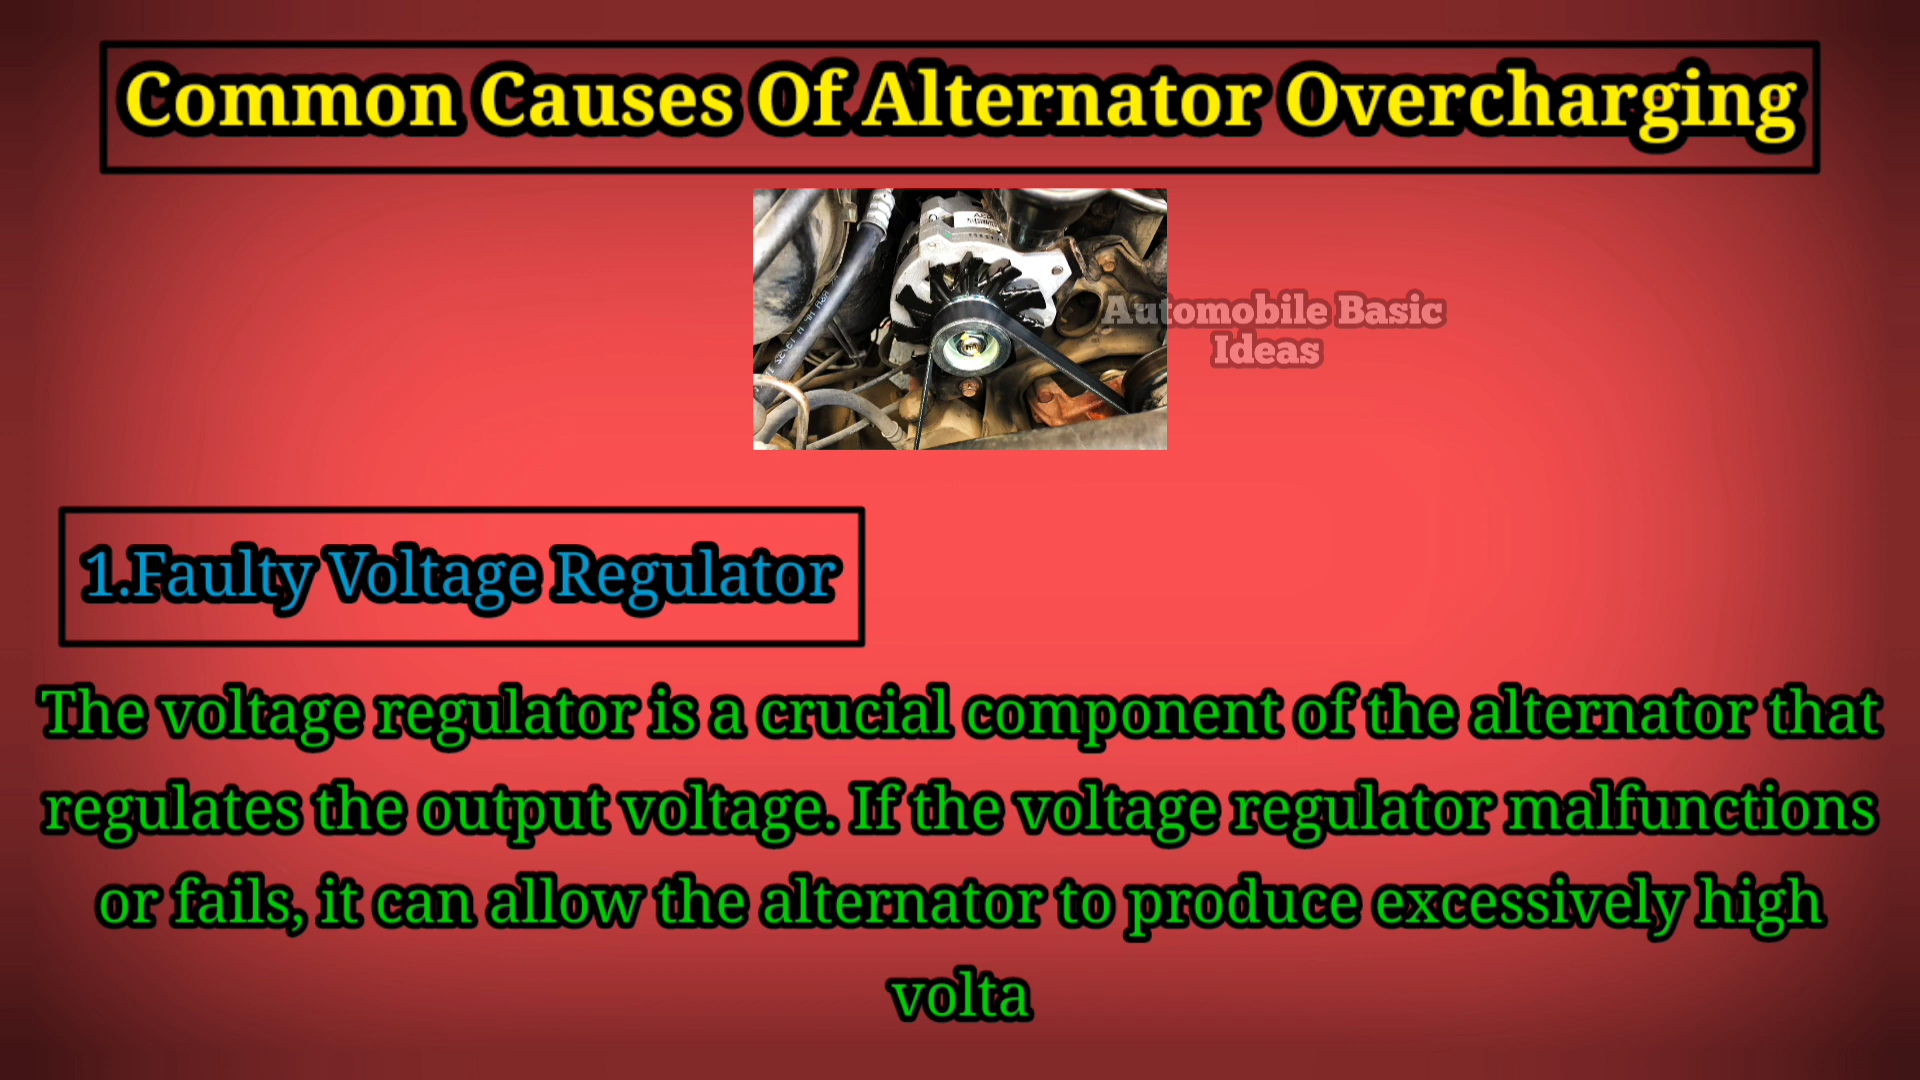 Common Causes Of Alternator Overcharging
Automobile Basic
Ideas
1.Faulty Voltage Regulator
The voltage regulator is a crucial component of the alternator that
regulates the output voltage. If the voltage regulator malfunctions
or fails, it can allow the alternator to produce excessively high
volta